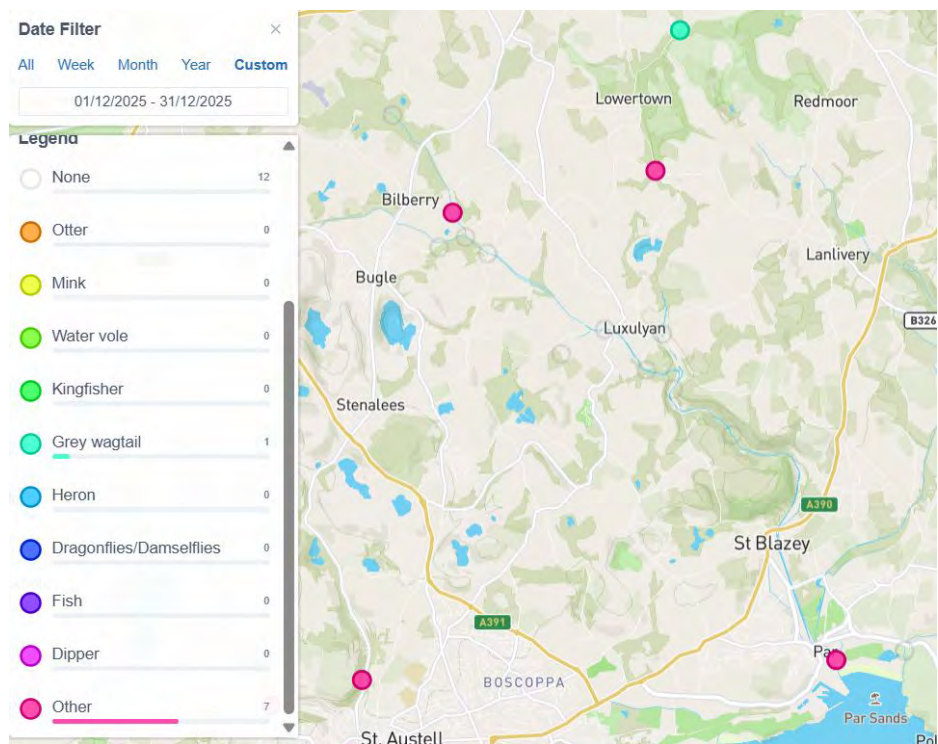 Date Filter ×
All Week Month Year Custom
01/12/2025 - 31/12/2025
Legend
None 12
Otter 0
Mink 0
Water vole 0
Kingfisher 0
Grey wagtail 1
Heron 0
Dragonflies/Damselflies 0
Fish 0
Dipper 0
Other 7
Lowertown
Redmoor
Bilberry
Lanlivery
Bugle
B326
Luxulyan
Stenalees
A390
St Blazey
A391
Par
BOSCOPPA
Par Sands
St. Austell
Pol